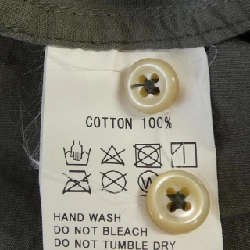 COTTON 100%
HAND WASH
DO NOT BLEACH
DO NOT TUMBLE DRY